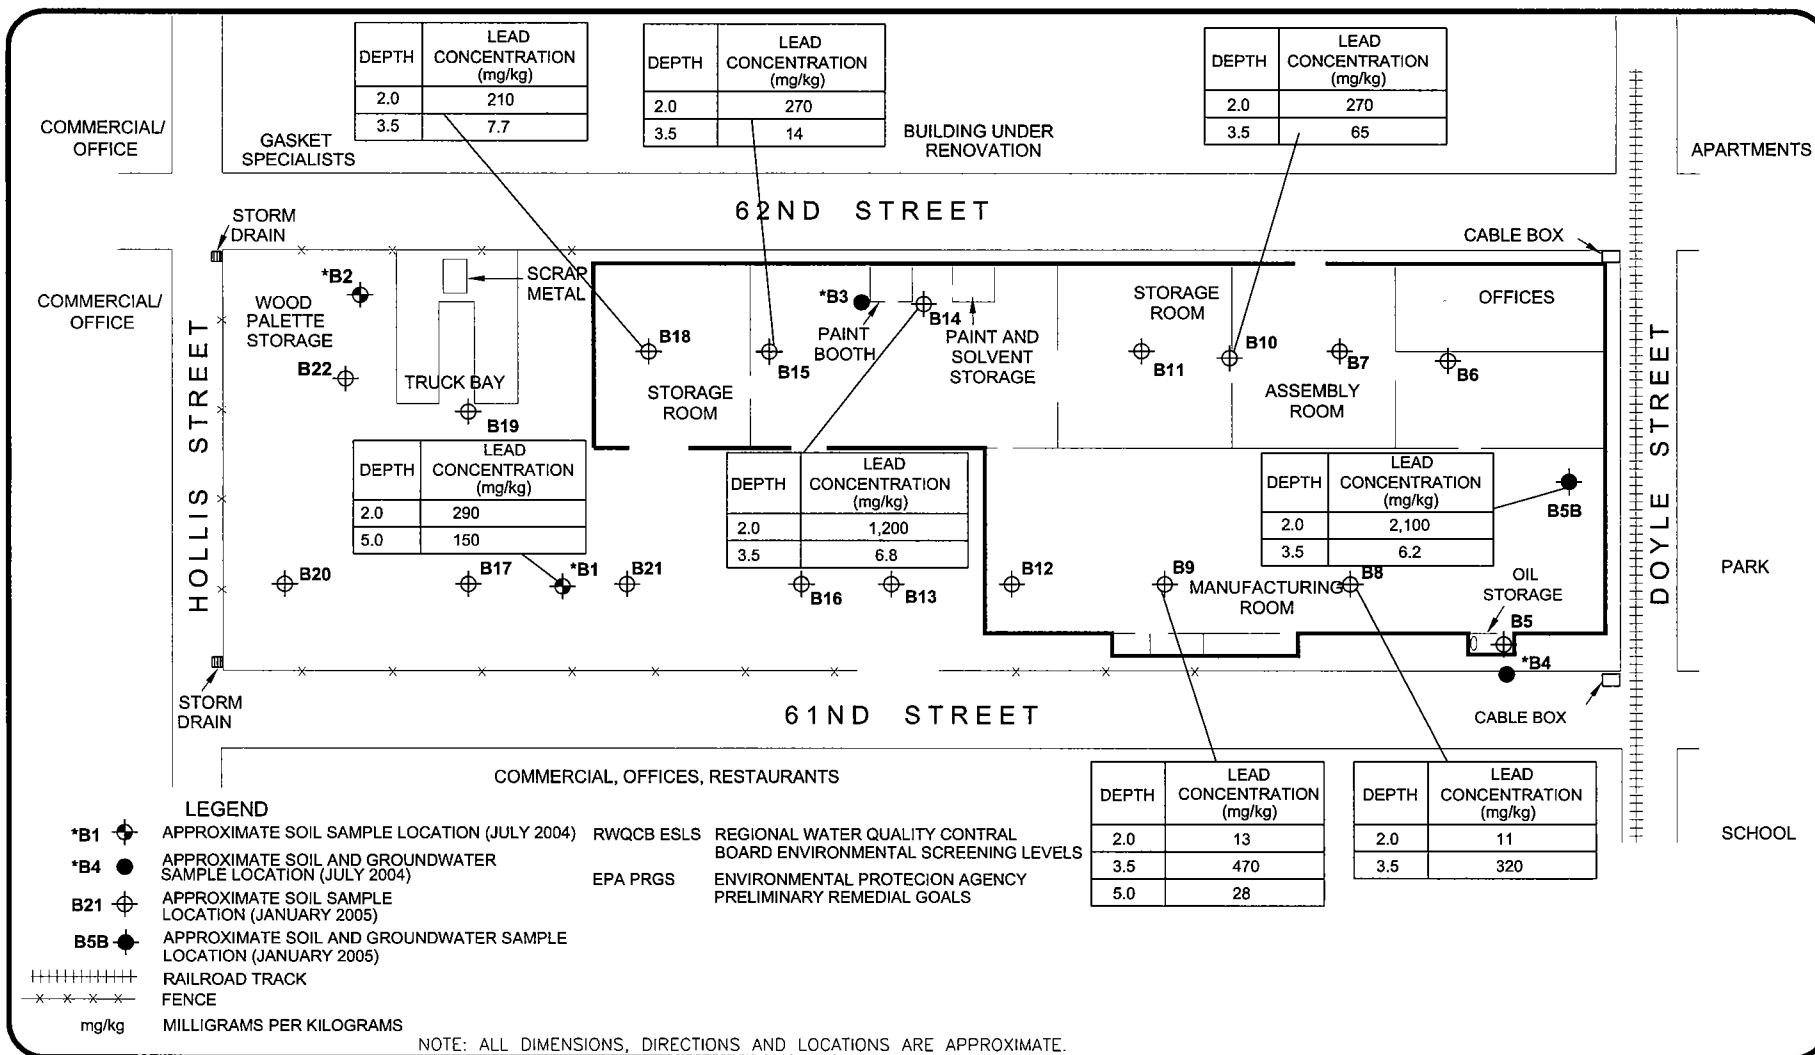 DEPTH LEAD CONCENTRATION (mg/kg)
2.0 210
3.5 7.7
DEPTH LEAD CONCENTRATION (mg/kg)
2.0 270
3.5 14
DEPTH LEAD CONCENTRATION (mg/kg)
2.0 270
3.5 65
COMMERCIAL/
OFFICE
GASKET
SPECIALISTS
BUILDING UNDER
RENOVATION
APARTMENTS
62ND STREET
STORM
DRAIN
CABLE BOX
*B2
SCRAP
METAL
COMMERCIAL/
OFFICE
WOOD
PALETTE
STORAGE
*B3
B14
PAINT
BOOTH
PAINT AND
SOLVENT
STORAGE
STORAGE
ROOM
OFFICES
B18
B15
B11
B10
B7
B6
B22
TRUCK BAY
STORAGE
ROOM
ASSEMBLY
ROOM
B19
HOLLIS STREET
DOYLE STREET
DEPTH LEAD CONCENTRATION (mg/kg)
2.0 290
5.0 150
DEPTH LEAD CONCENTRATION (mg/kg)
2.0 1,200
3.5 6.8
DEPTH LEAD CONCENTRATION (mg/kg)
2.0 2,100
3.5 6.2
B5B
B20
B17
*B1
B21
B16
B13
B12
B9
MANUFACTURING
ROOM
B8
OIL
STORAGE
B5
*B4
PARK
STORM
DRAIN
61ND STREET
CABLE BOX
COMMERCIAL, OFFICES, RESTAURANTS
DEPTH LEAD CONCENTRATION (mg/kg)
2.0 13
3.5 470
5.0 28
DEPTH LEAD CONCENTRATION (mg/kg)
2.0 11
3.5 320
SCHOOL
LEGEND
*B1 APPROXIMATE SOIL SAMPLE LOCATION (JULY 2004)
*B4 APPROXIMATE SOIL AND GROUNDWATER
SAMPLE LOCATION (JULY 2004)
B21 APPROXIMATE SOIL SAMPLE
LOCATION (JANUARY 2005)
B5B APPROXIMATE SOIL AND GROUNDWATER SAMPLE
LOCATION (JANUARY 2005)
RAILROAD TRACK
FENCE
mg/kg MILLIGRAMS PER KILOGRAMS
RWQCB ESLS REGIONAL WATER QUALITY CONTRAL
BOARD ENVIRONMENTAL SCREENING LEVELS
EPA PRGS ENVIRONMENTAL PROTECION AGENCY
PRELIMINARY REMEDIAL GOALS
NOTE: ALL DIMENSIONS, DIRECTIONS AND LOCATIONS ARE APPROXIMATE.